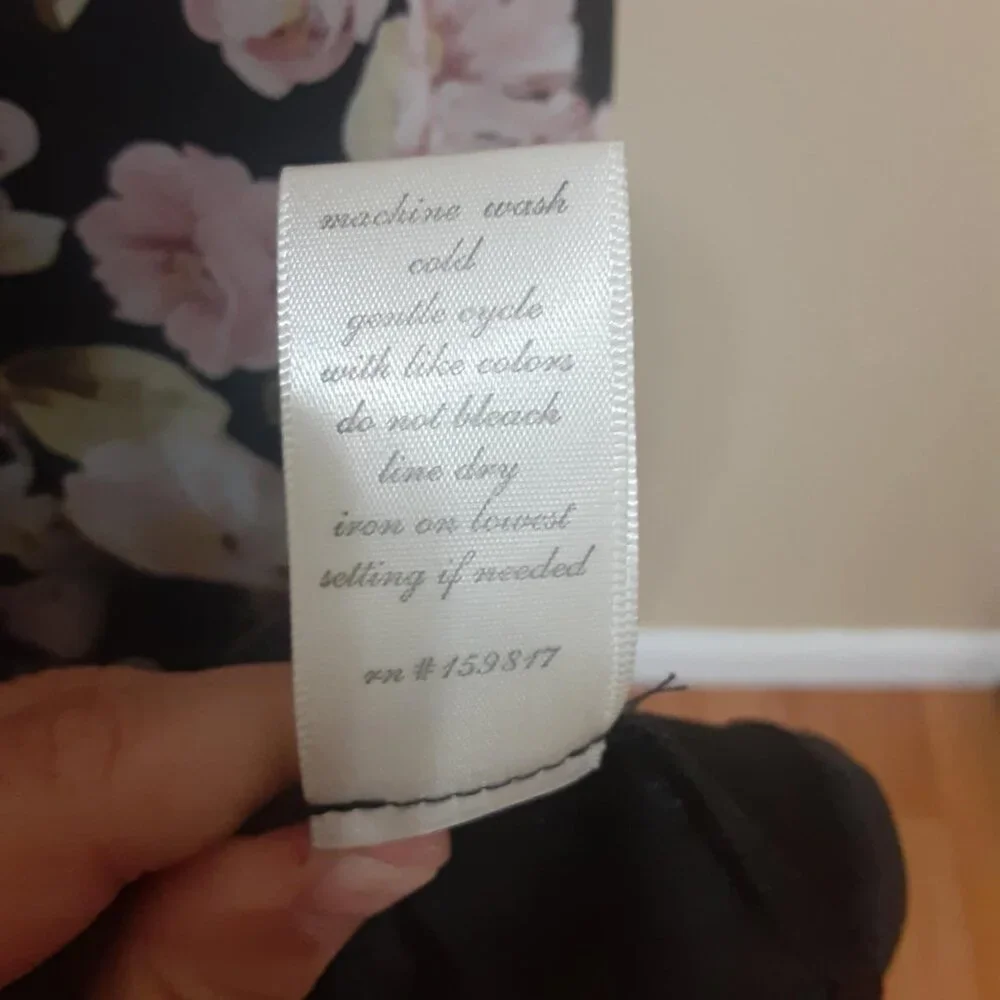 machine wash
cold
gentle cycle
with like colors
do not bleach
line dry
iron on lowest
setting if needed
rn #159817